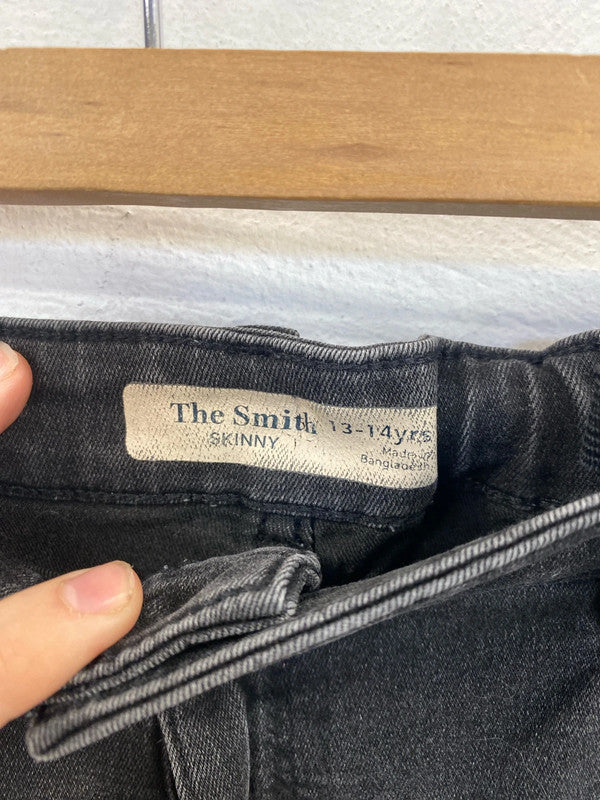 The Smith 13-14yrs
SKINNY
Made in
Bangladesh